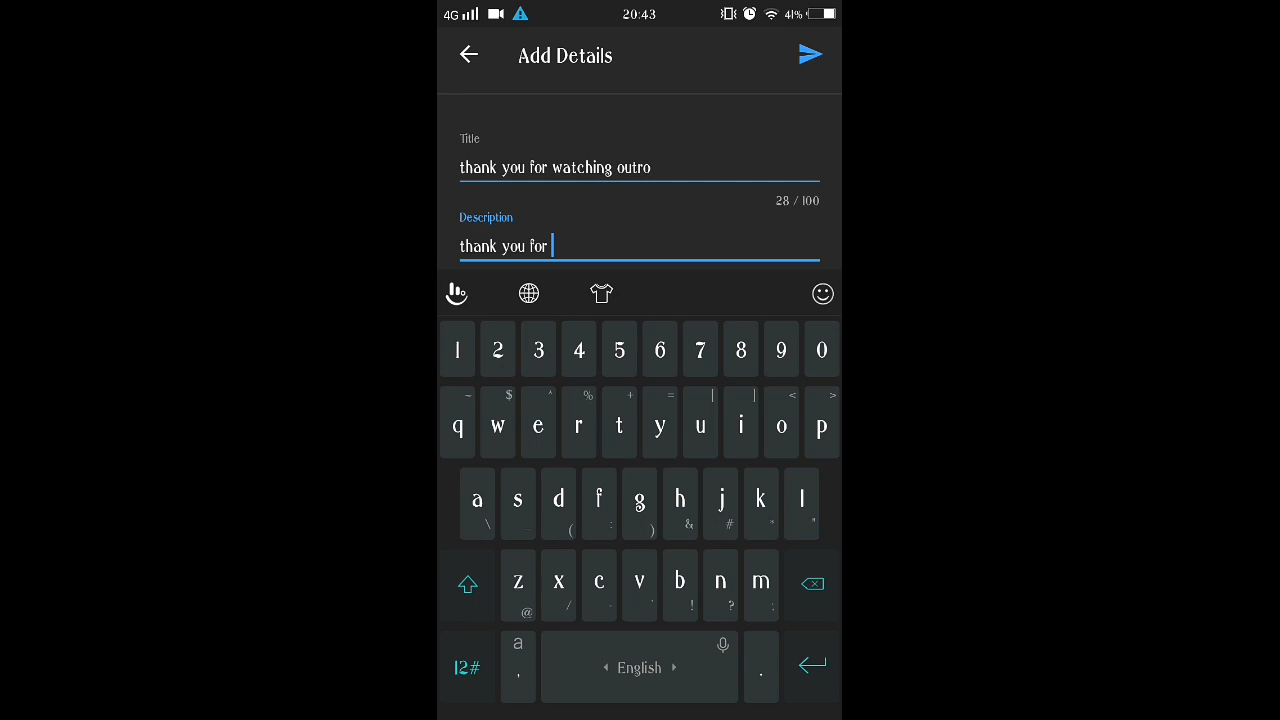 4G 20:43 41%
Add Details
Title
thank you for watching outro
28 / 100
Description
thank you for
1 2 3 4 5 6 7 8 9 0
~ $ ^ % + = [ ] < >
q w e r t y u i o p
a s d f g h j k l
\ _ ( : ) & # * "
z x c v b n m
@ / - ' ! ? ;
12# a , English .